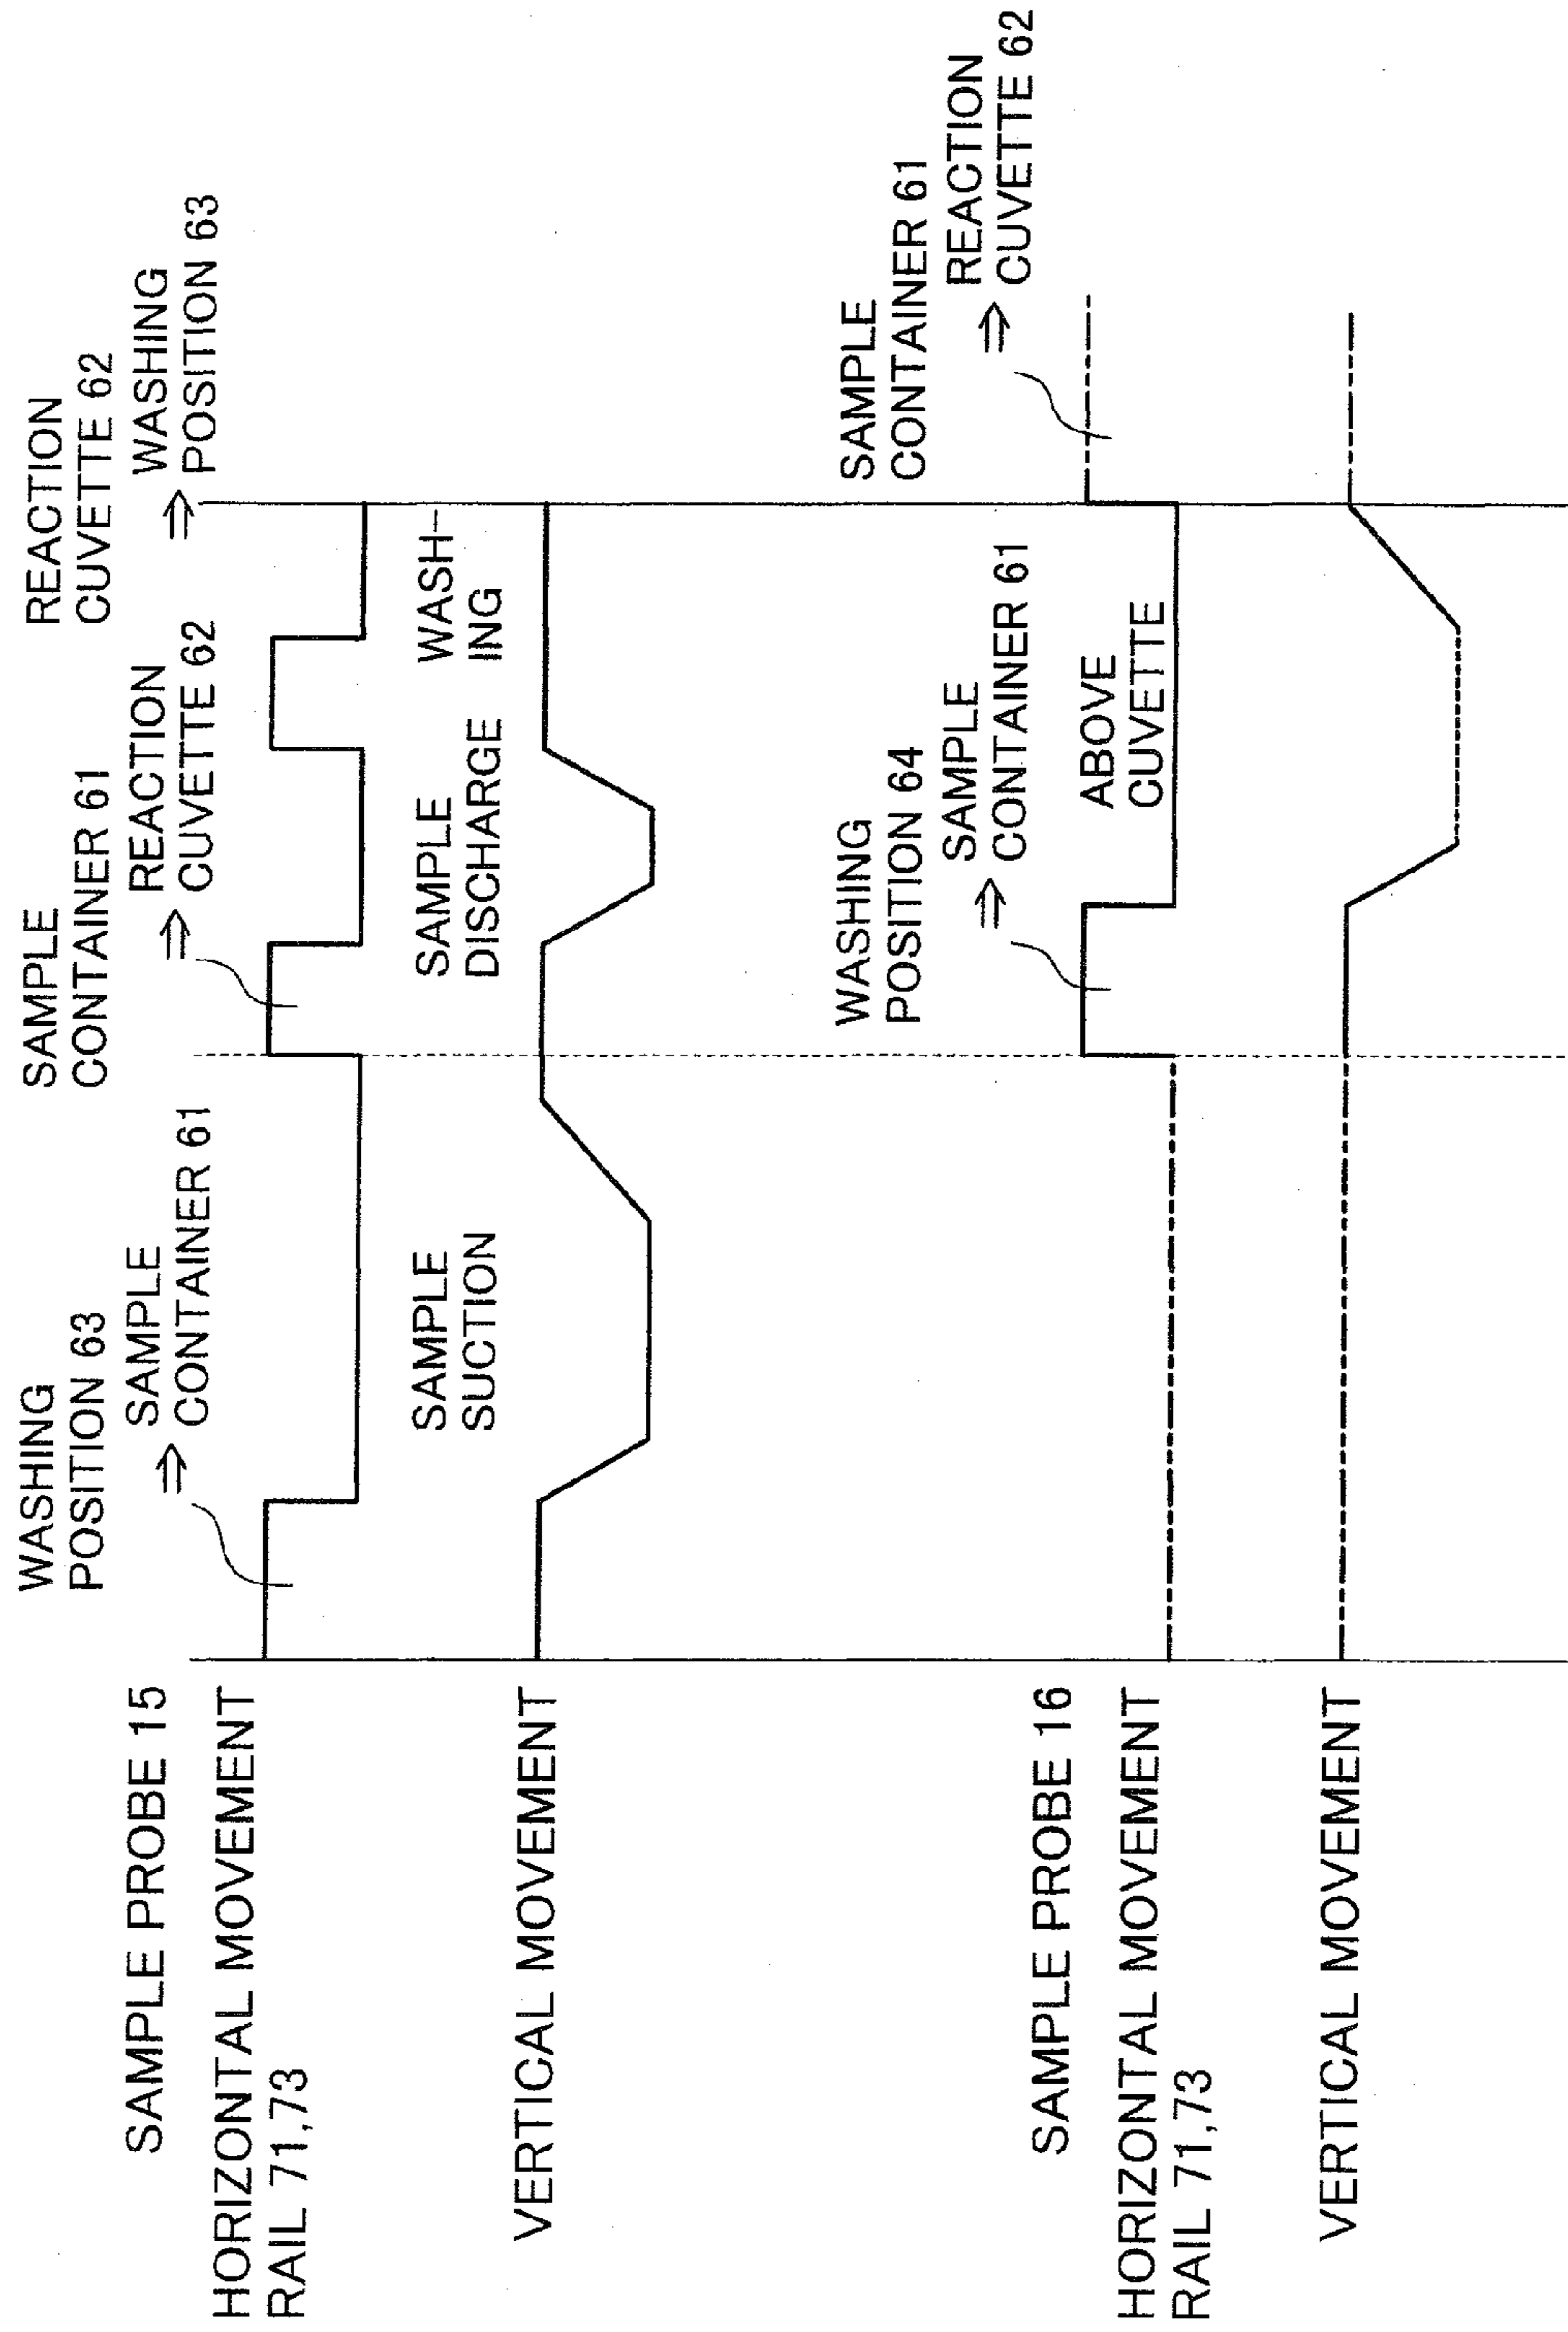 WASHING
POSITION 63
⇒ SAMPLE
CONTAINER 61
SAMPLE
CONTAINER 61
⇒ REACTION
CUVETTE 62
REACTION
CUVETTE 62
⇒ WASHING
POSITION 63
SAMPLE PROBE 15
HORIZONTAL MOVEMENT
RAIL 71,73
SAMPLE
SUCTION
SAMPLE
DISCHARGE
WASH-
ING
VERTICAL MOVEMENT
WASHING
POSITION 64
⇒ SAMPLE
CONTAINER 61
SAMPLE
CONTAINER 61
⇒ REACTION
CUVETTE 62
SAMPLE PROBE 16
HORIZONTAL MOVEMENT
RAIL 71,73
ABOVE
CUVETTE
VERTICAL MOVEMENT